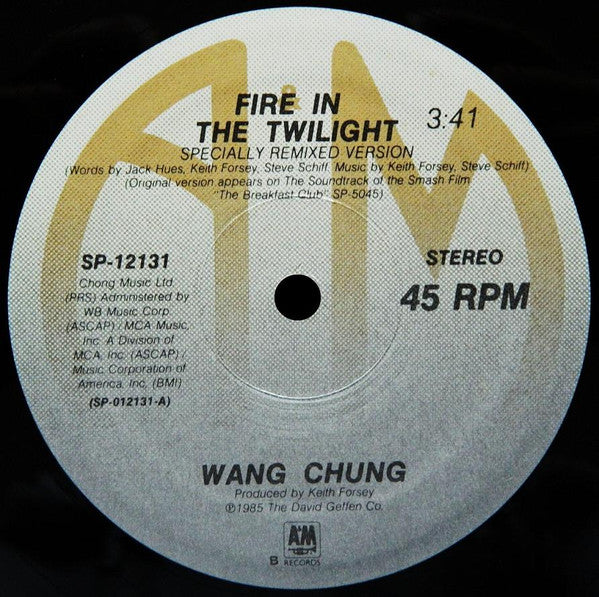 A&M
FIRE IN
THE TWILIGHT
3:41
SPECIALLY REMIXED VERSION
(Words by Jack Hues, Keith Forsey, Steve Schiff, Music by Keith Forsey, Steve Schiff)
(Original version appears on The Soundtrack of the Smash Film
"The Breakfast Club" SP-5045)
SP-12131
Chong Music Ltd
(PRS) Administered by
WB Music Corp.
(ASCAP) / MCA Music,
Inc. A Division of
MCA, Inc. (ASCAP) /
Music Corporation of
America, Inc. (BMI)
(SP-012131-A)
STEREO
45 RPM
WANG CHUNG
Produced by Keith Forsey
℗1985 The David Geffen Co.
A&M
B RECORDS